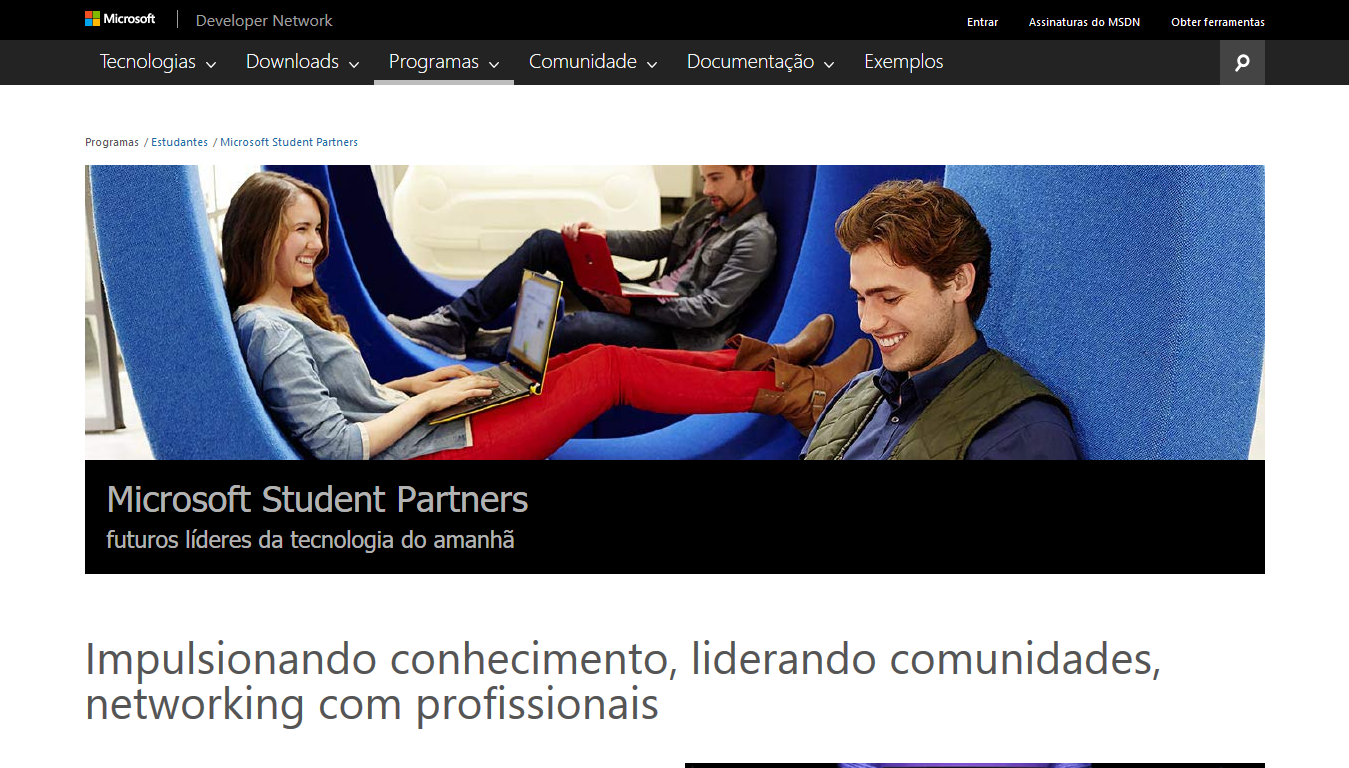 Microsoft Developer Network
Entrar Assinaturas do MSDN Obter ferramentas
Tecnologias Downloads Programas Comunidade Documentação Exemplos
Programas / Estudantes / Microsoft Student Partners
Microsoft Student Partners
futuros líderes da tecnologia do amanhã
Impulsionando conhecimento, liderando comunidades,
networking com profissionais